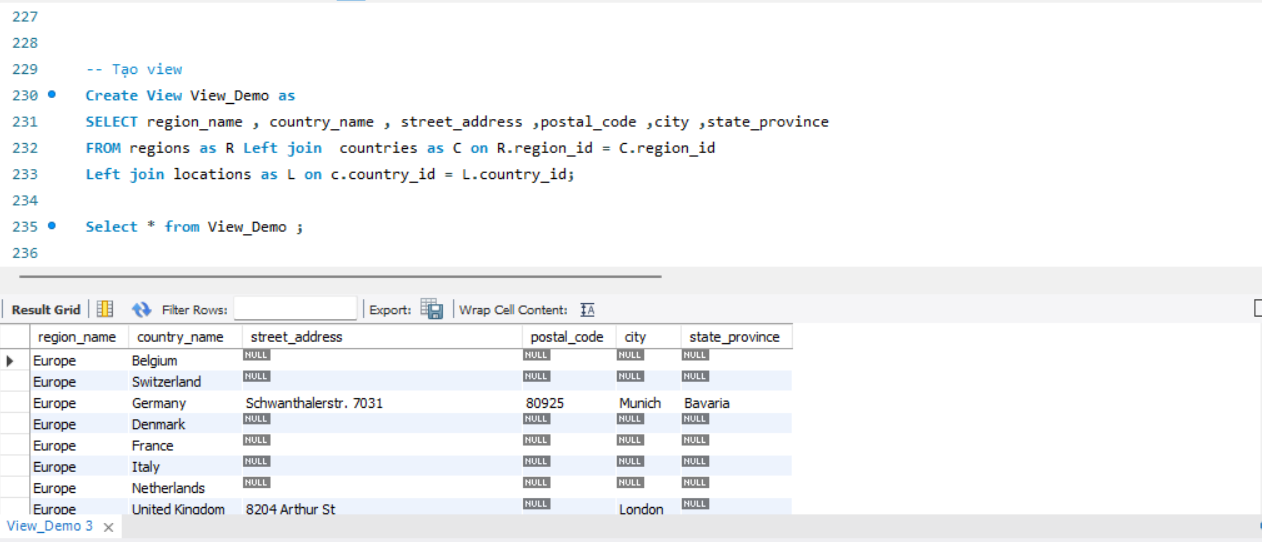 227
228
229 -- Tạo view
230 Create View View_Demo as
231 SELECT region_name , country_name , street_address ,postal_code ,city ,state_province
232 FROM regions as R Left join  countries as C on R.region_id = C.region_id
233 Left join locations as L on c.country_id = L.country_id;
234
235 Select * from View_Demo ;
236
Result Grid Filter Rows: Export: Wrap Cell Content: IA
region_name country_name street_address postal_code city state_province
Europe Belgium NULL NULL NULL NULL
Europe Switzerland NULL NULL NULL NULL
Europe Germany Schwanthalerstr. 7031 80925 Munich Bavaria
Europe Denmark NULL NULL NULL NULL
Europe France NULL NULL NULL NULL
Europe Italy NULL NULL NULL NULL
Europe Netherlands NULL NULL NULL NULL
Europe United Kingdom 8204 Arthur St NULL London NULL
View_Demo 3